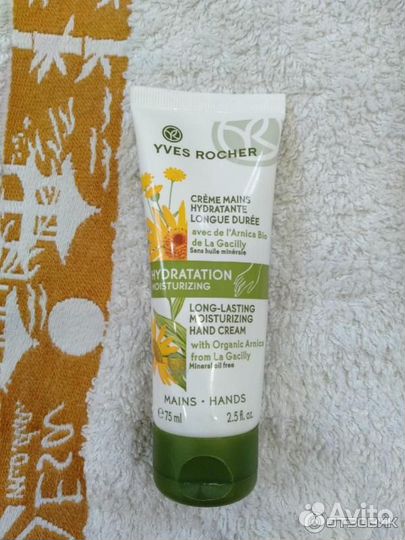 YVES ROCHER
CRÈME MAINS
HYDRATANTE
LONGUE DURÉE
avec de l'Arnica Bio
de La Gacilly
Sans huile minérale
HYDRATATION
MOISTURIZING
LONG-LASTING
MOISTURIZING
HAND CREAM
with Organic Arnica
from La Gacilly
Mineral oil free
MAINS • HANDS
℮ 75 ml 2.5 fl. oz.
Avito